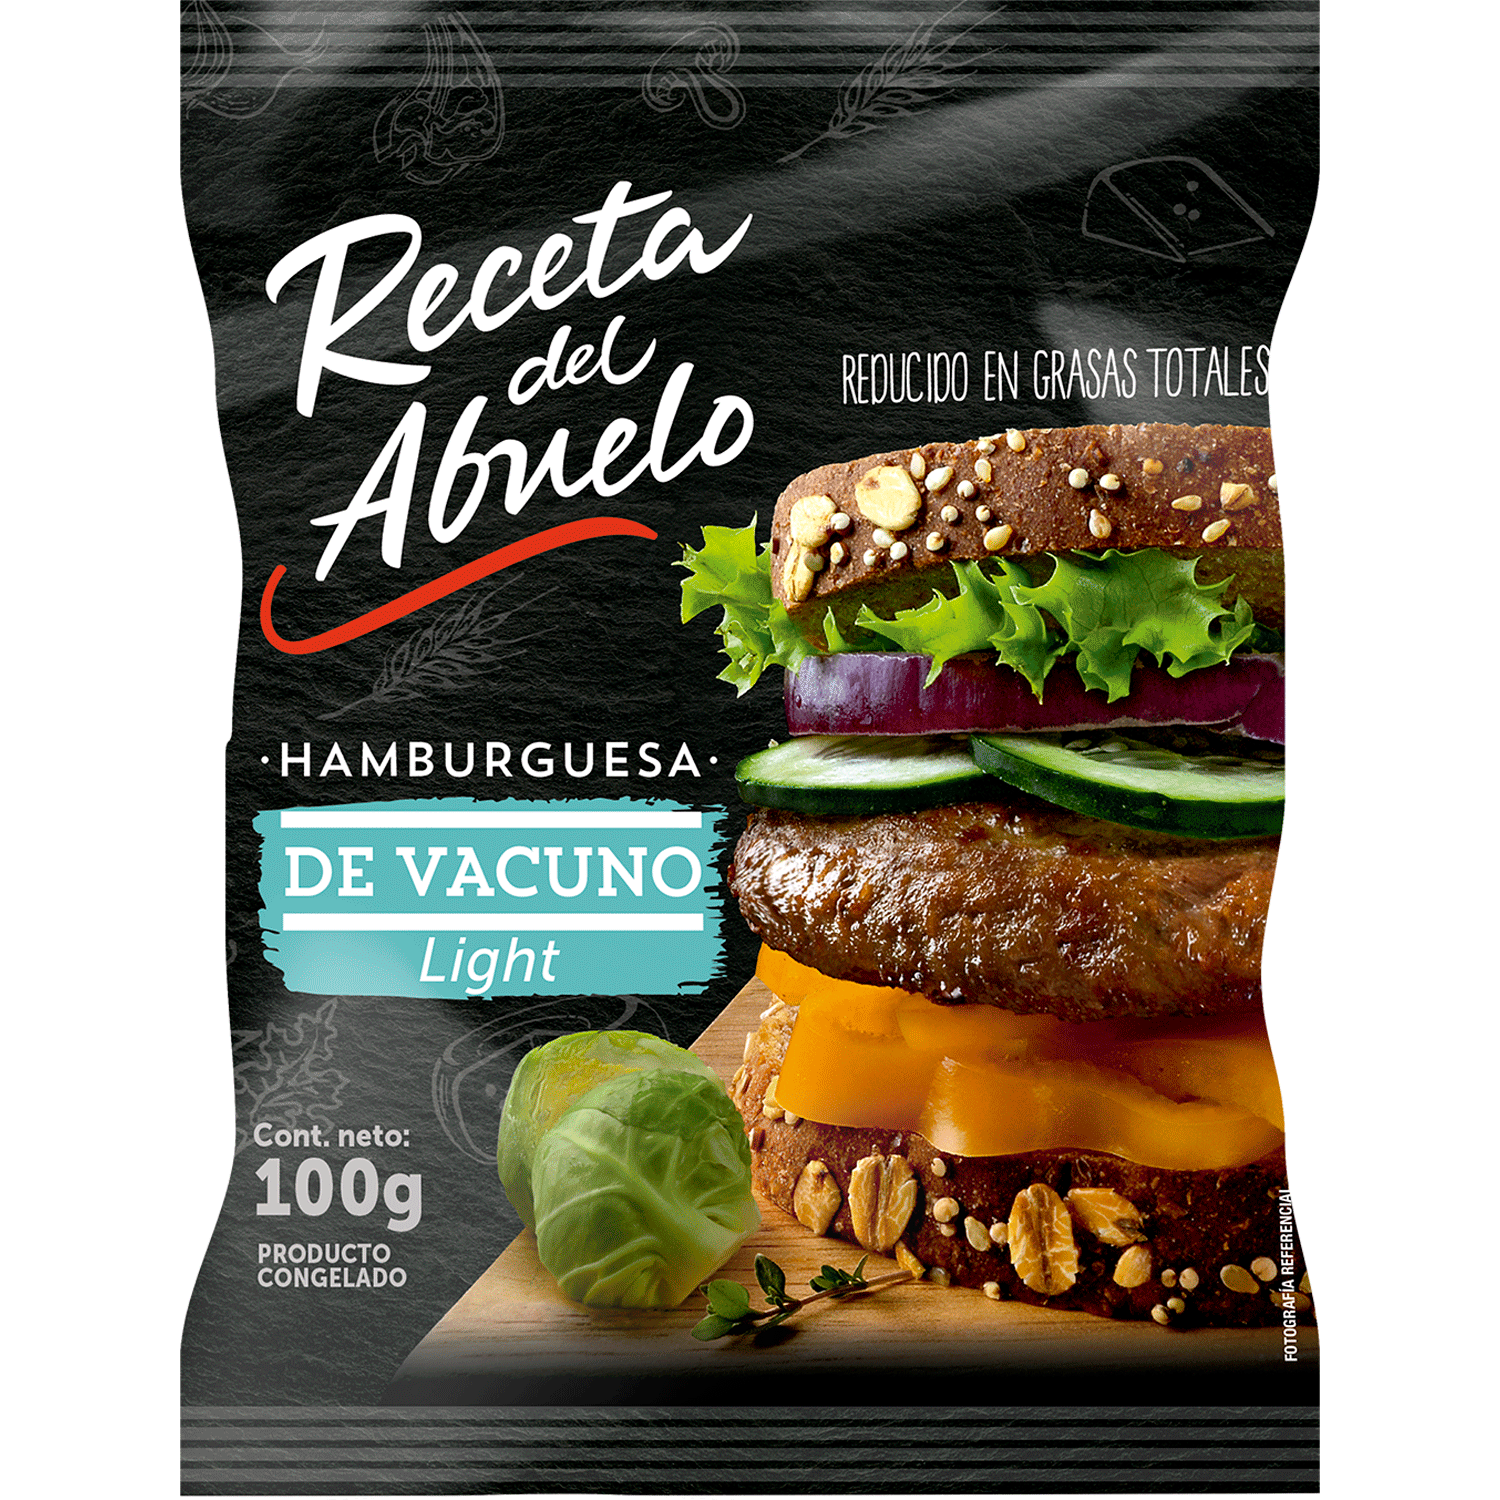 Receta
del
Abuelo
REDUCIDO EN GRASAS TOTALES
·HAMBURGUESA·
DE VACUNO
Light
Cont. neto:
100g
PRODUCTO
CONGELADO
FOTOGRAFÍA REFERENCIAL